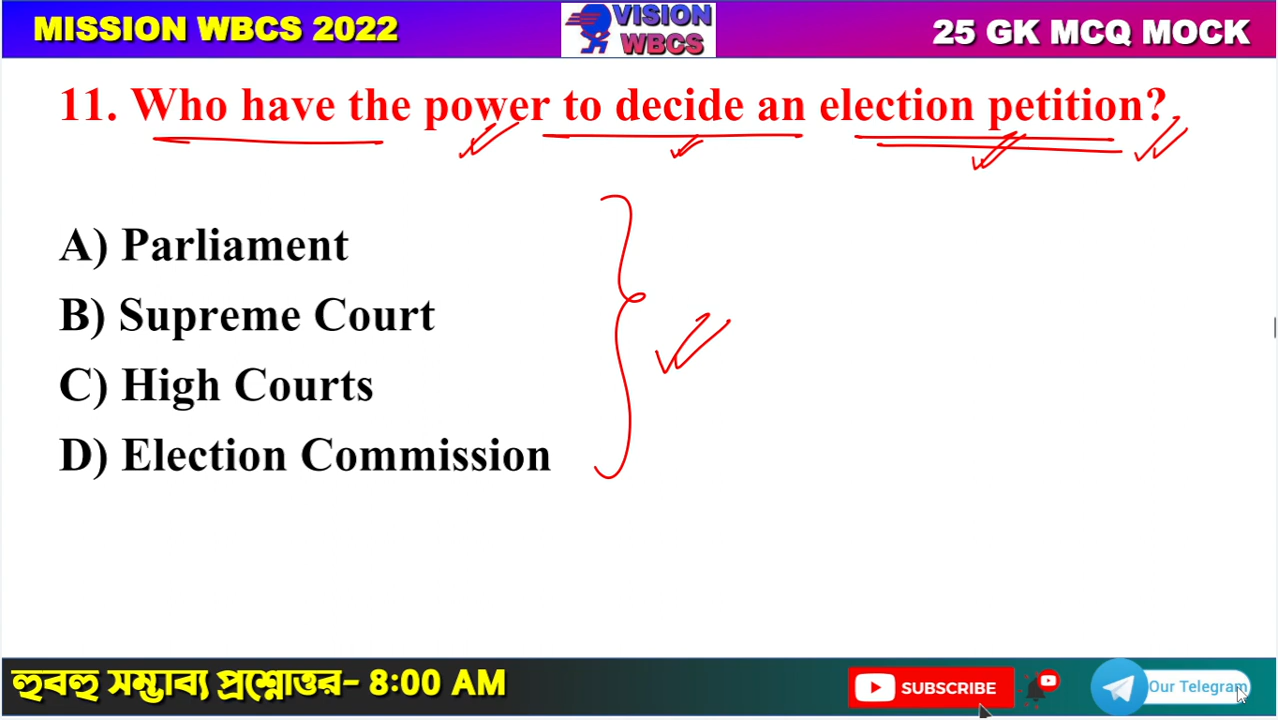 MISSION WBCS 2022
VISION
WBCS
25 GK MCQ MOCK
11. Who have the power to decide an election petition?
A) Parliament
B) Supreme Court
C) High Courts
D) Election Commission
হুবহু সম্ভাব্য প্রশ্নোত্তর- 8:00 AM
SUBSCRIBE
Our Telegram